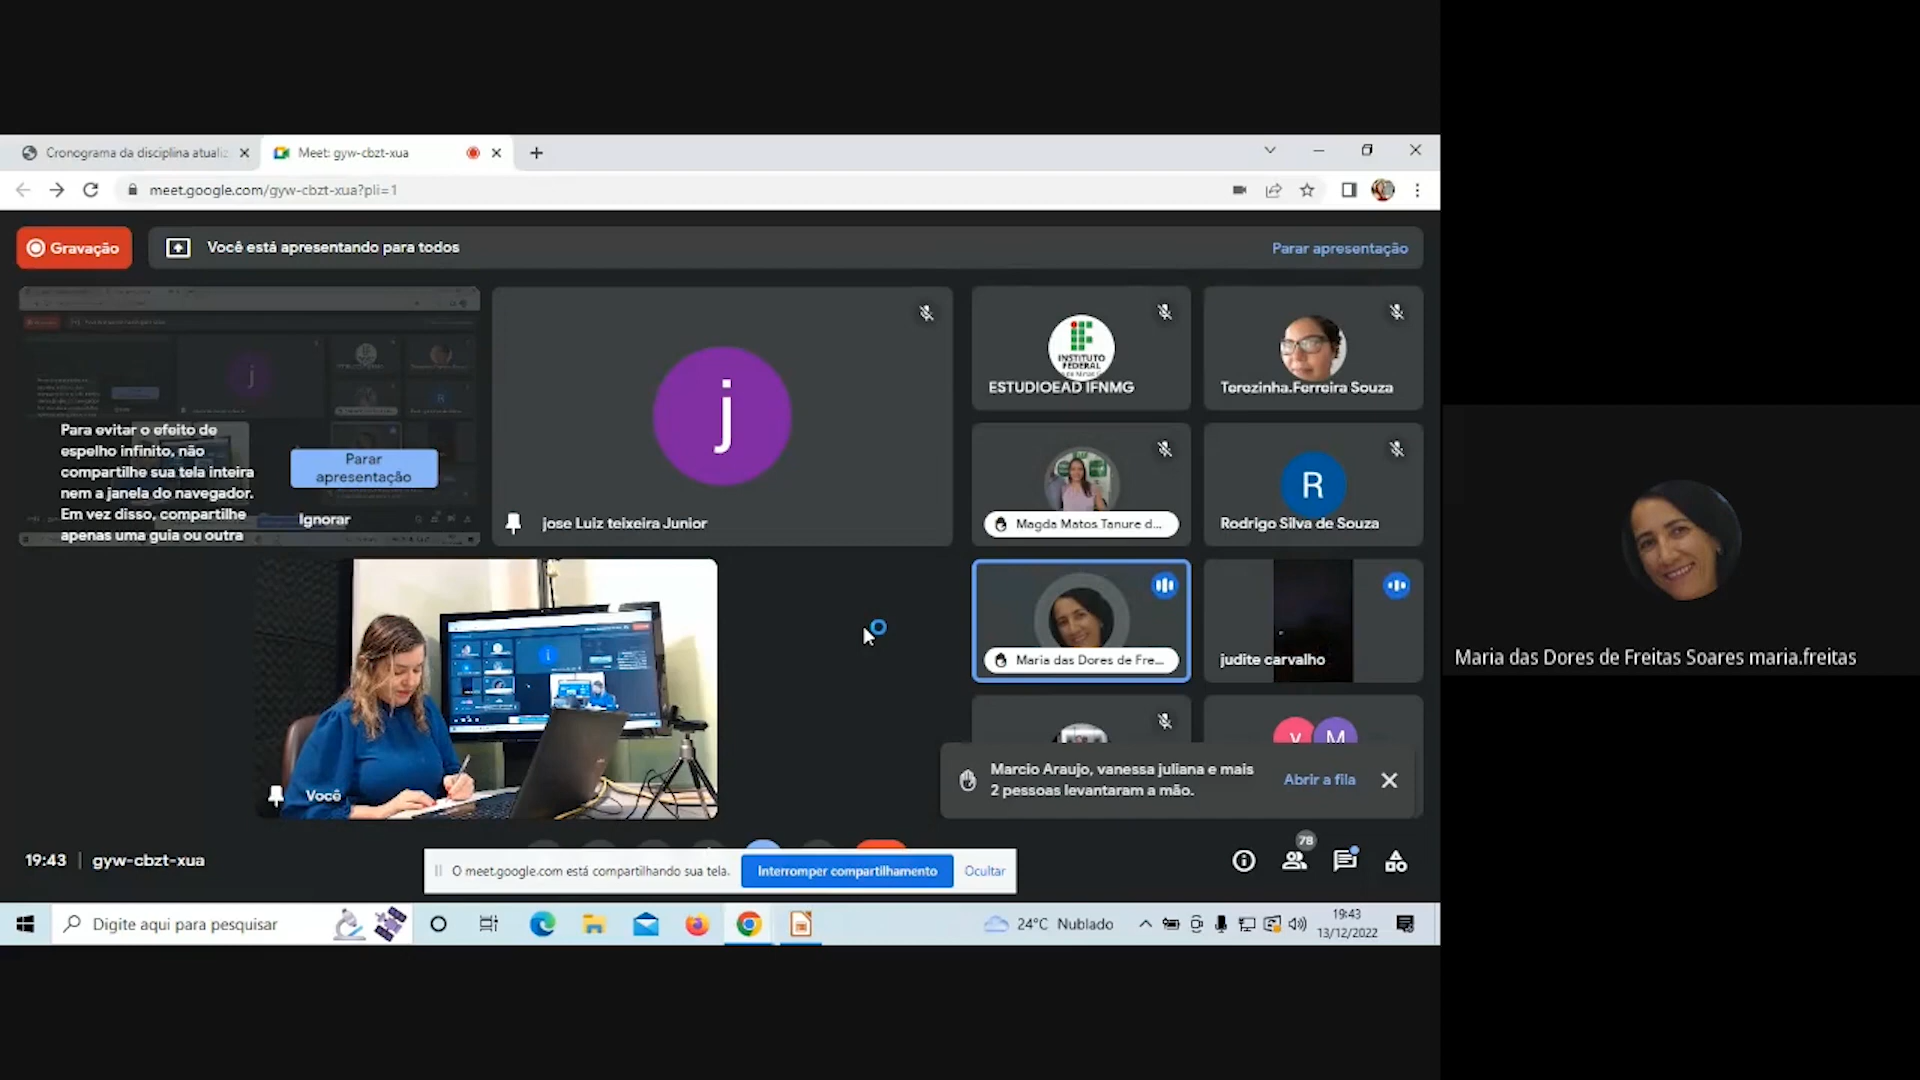 Cronograma da disciplina atualiz
Meet: gyw-cbzt-xua
meet.google.com/gyw-cbzt-xua?pli=1
Gravação
Você está apresentando para todos
Parar apresentação
Para evitar o efeito de
espelho infinito, não
compartilhe sua tela inteira
nem a janela do navegador.
Em vez disso, compartilhe
apenas uma guia ou outra
Parar
apresentação
Ignorar
j
jose Luiz teixeira Junior
INSTITUTO
FEDERAL
ESTUDIOEAD IFNMG
Terezinha.Ferreira Souza
Magda Matos Tanure d...
R
Rodrigo Silva de Souza
Maria das Dores de Fre...
judite carvalho
V M
Você
Marcio Araujo, vanessa juliana e mais
2 pessoas levantaram a mão.
Abrir a fila
Maria das Dores de Freitas Soares maria.freitas
19:43 | gyw-cbzt-xua
78
O meet.google.com está compartilhando sua tela.
Interromper compartilhamento
Ocultar
Digite aqui para pesquisar
24°C Nublado
19:43
13/12/2022